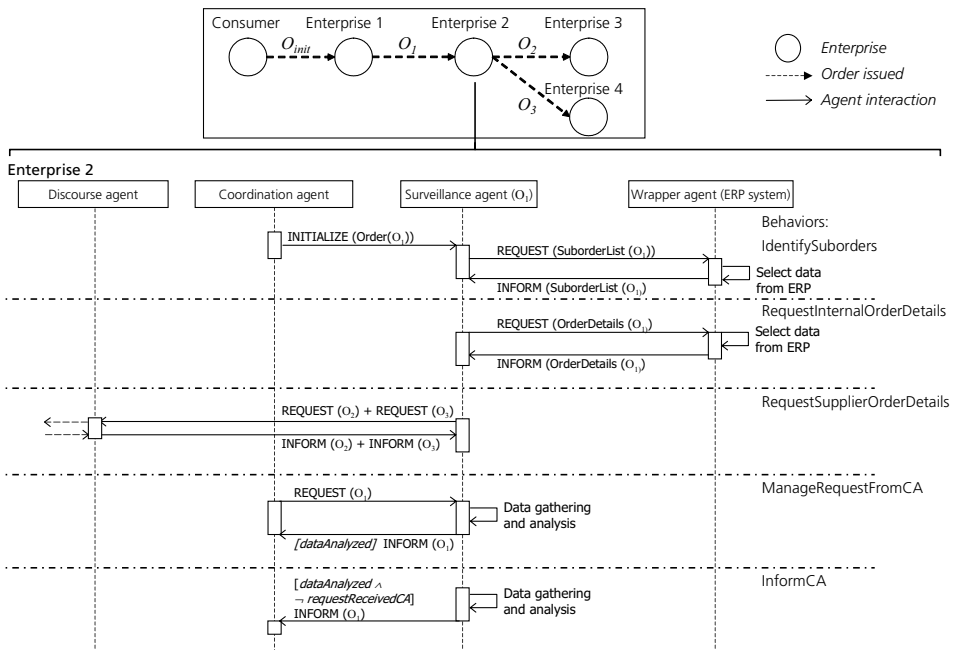 Consumer Enterprise 1 Enterprise 2 Enterprise 3
O_init O_1 O_2
Enterprise 4
O_3
Enterprise
Order issued
Agent interaction
Enterprise 2
Discourse agent Coordination agent Surveillance agent (O_1) Wrapper agent (ERP system)
Behaviors:
IdentifySuborders
INITIALIZE (Order(O_1))
REQUEST (SuborderList (O_1))
Select data
from ERP
INFORM (SuborderList (O_1))
RequestInternalOrderDetails
REQUEST (OrderDetails (O_1)
Select data
from ERP
INFORM (OrderDetails (O_1)
RequestSupplierOrderDetails
REQUEST (O_2) + REQUEST (O_3)
INFORM (O_2) + INFORM (O_3)
ManageRequestFromCA
REQUEST (O_1)
Data gathering
and analysis
[dataAnalyzed] INFORM (O_1)
InformCA
[dataAnalyzed ∧
¬ requestReceivedCA]
INFORM (O_1)
Data gathering
and analysis